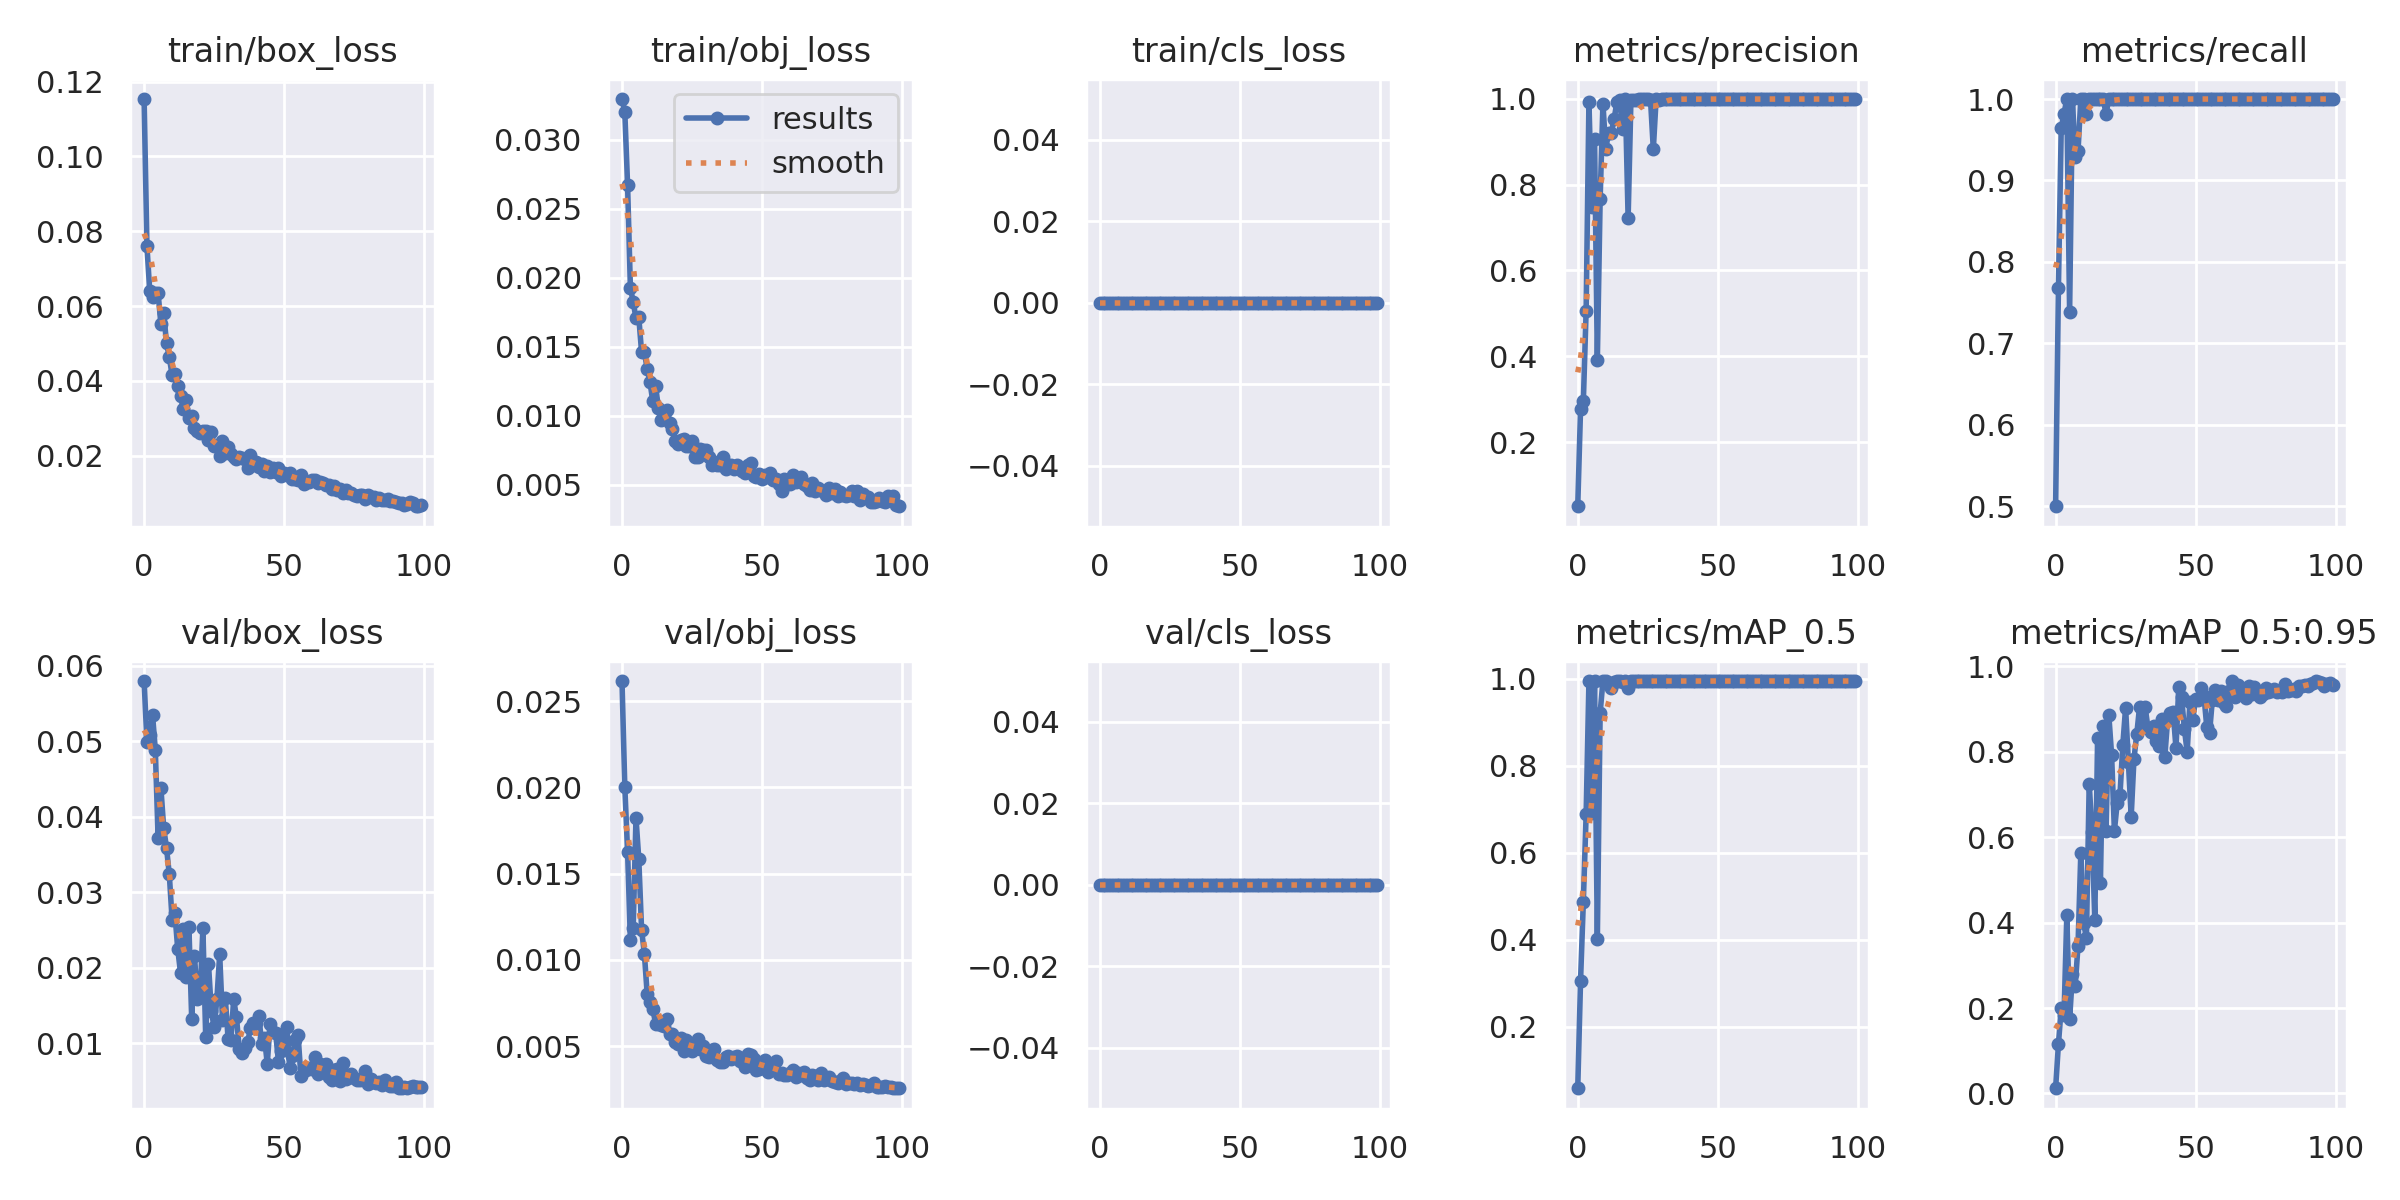 train/box_loss
0.12
0.10
0.08
0.06
0.04
0.02
0 50 100
train/obj_loss
results
smooth
0.030
0.025
0.020
0.015
0.010
0.005
0 50 100
train/cls_loss
0.04
0.02
0.00
−0.02
−0.04
0 50 100
metrics/precision
1.0
0.8
0.6
0.4
0.2
0 50 100
metrics/recall
1.0
0.9
0.8
0.7
0.6
0.5
0 50 100
val/box_loss
0.06
0.05
0.04
0.03
0.02
0.01
0 50 100
val/obj_loss
0.025
0.020
0.015
0.010
0.005
0 50 100
val/cls_loss
0.04
0.02
0.00
−0.02
−0.04
0 50 100
metrics/mAP_0.5
1.0
0.8
0.6
0.4
0.2
0 50 100
metrics/mAP_0.5:0.95
1.0
0.8
0.6
0.4
0.2
0.0
0 50 100